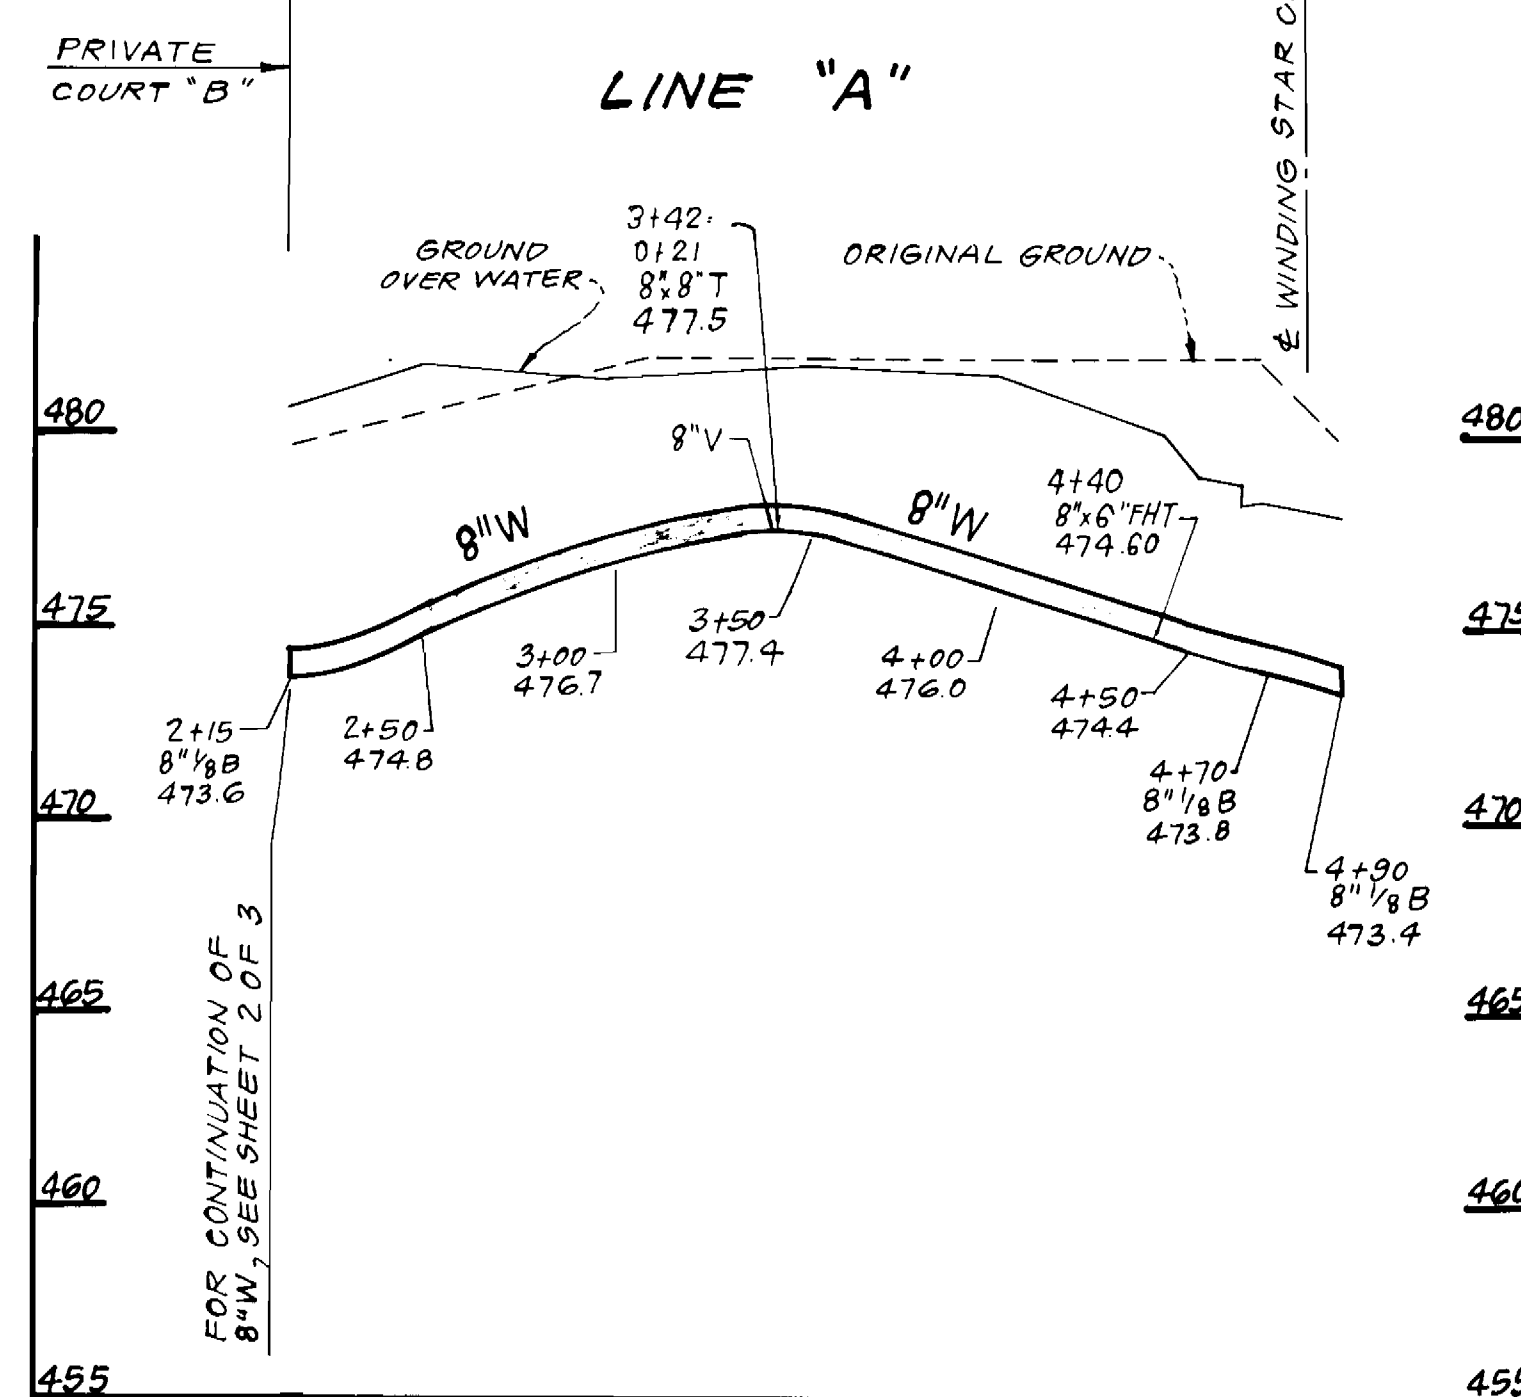 PRIVATE
COURT "B"
LINE "A"
℄ WINDING STAR
GROUND
OVER WATER
3+42=
0+21
8"x8"T
477.5
ORIGINAL GROUND
480
480
8"V
8"W
8"W
4+40
8"x6"FHT
474.60
475
475
3+00
476.7
3+50
477.4
4+00
476.0
4+50
474.4
2+15
8"⅛B
473.6
2+50
474.8
4+70
8"⅛B
473.8
470
470
4+90
8"⅛B
473.4
FOR CONTINUATION OF
8"W, SEE SHEET 2 OF 3
465
465
460
460
455
455